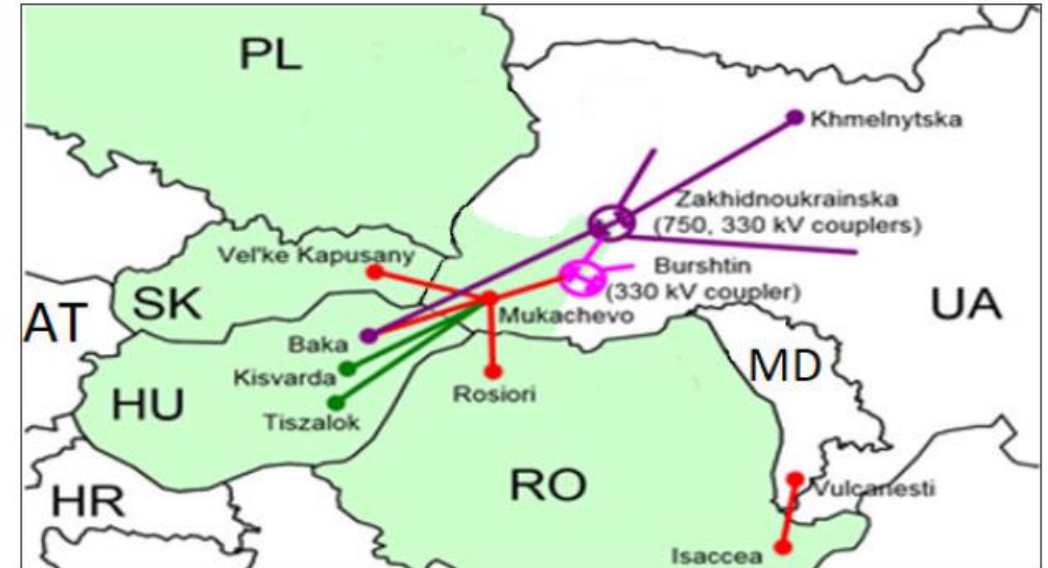 PL
Khmelnytska
Zakhidnoukrainska
(750, 330 kV couplers)
Vel'ke Kapusany
Burshtin
(330 kV coupler)
SK
UA
AT
Mukachevo
Baka
MD
Kisvarda
Rosiori
HU
Tiszalok
RO
HR
Vulcanesti
Isaccea